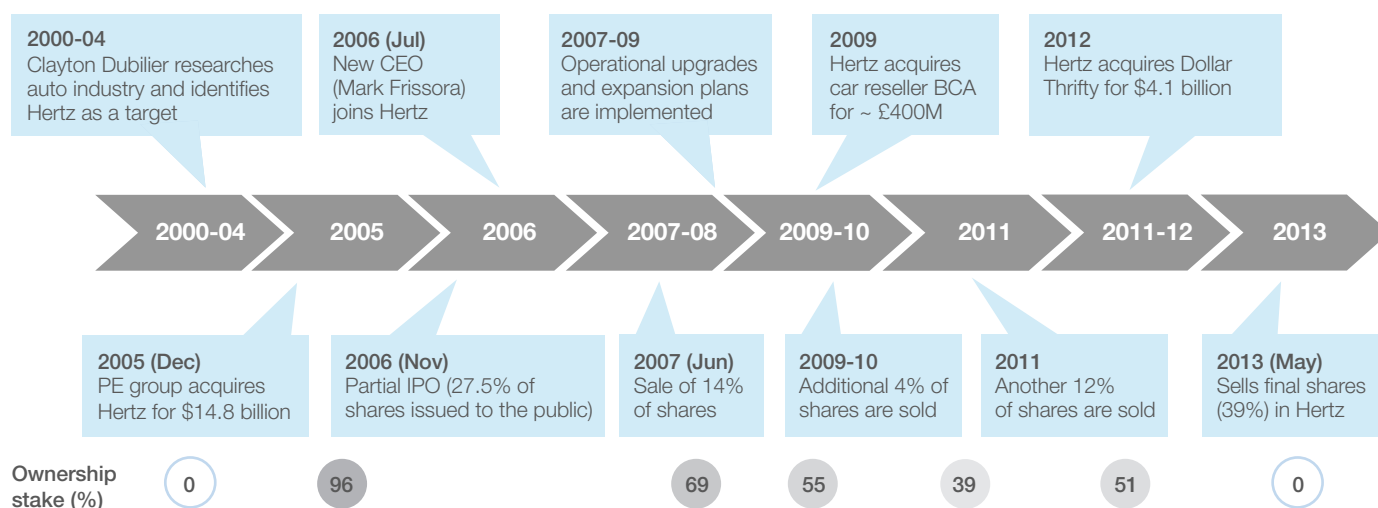 2000-04
Clayton Dubilier researches
auto industry and identifies
Hertz as a target
2006 (Jul)
New CEO
(Mark Frissora)
joins Hertz
2007-09
Operational upgrades
and expansion plans
are implemented
2009
Hertz acquires
car reseller BCA
for ~ £400M
2012
Hertz acquires Dollar
Thrifty for $4.1 billion
2000-04
2005
2006
2007-08
2009-10
2011
2011-12
2013
2005 (Dec)
PE group acquires
Hertz for $14.8 billion
2006 (Nov)
Partial IPO (27.5% of
shares issued to the public)
2007 (Jun)
Sale of 14%
of shares
2009-10
Additional 4% of
shares are sold
2011
Another 12%
of shares are sold
2013 (May)
Sells final shares
(39%) in Hertz
Ownership
stake (%)
0
96
69
55
39
51
0